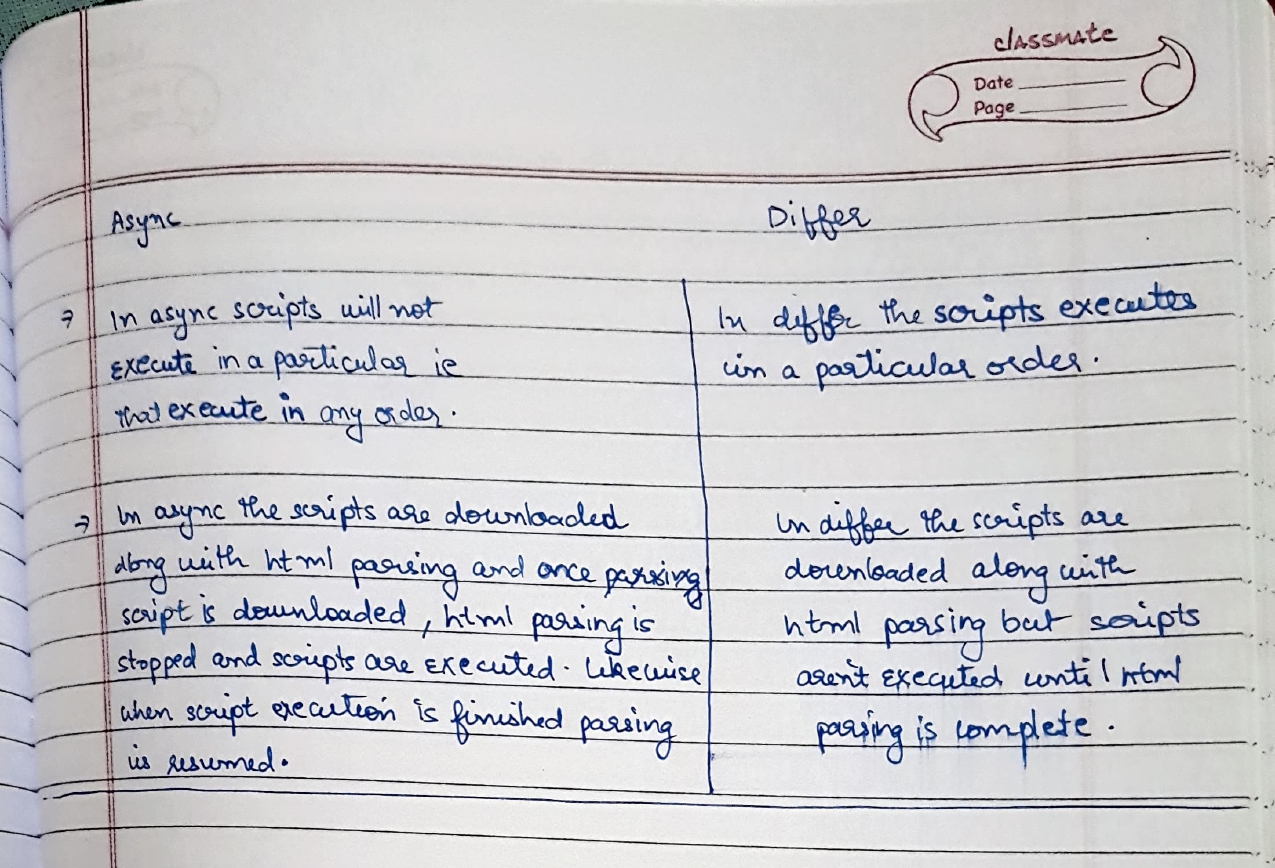 classmate
Date
Page
Async
Differ
→ In async scripts will not
execute in a particular ie
that execute in any order.
In differ the scripts executes
in a particular order.
→ In async the scripts are downloaded
along with html parsing and once parsing
script is downloaded, html parsing is
stopped and scripts are executed. Likewise
when script execution is finished parsing
is resumed.
In differ the scripts are
downloaded along with
html parsing but scripts
aren't executed until html
parsing is complete.